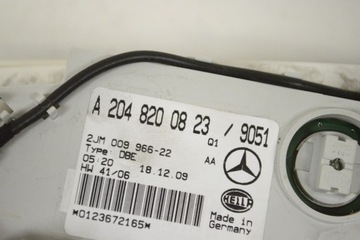 A 204 820 08 23 / 9051
Q1
2JM 009 966-22
Type DBE AA
05:20 18.12.09
HW 41/06
HELLA
*0123672165*
Made in
Germany